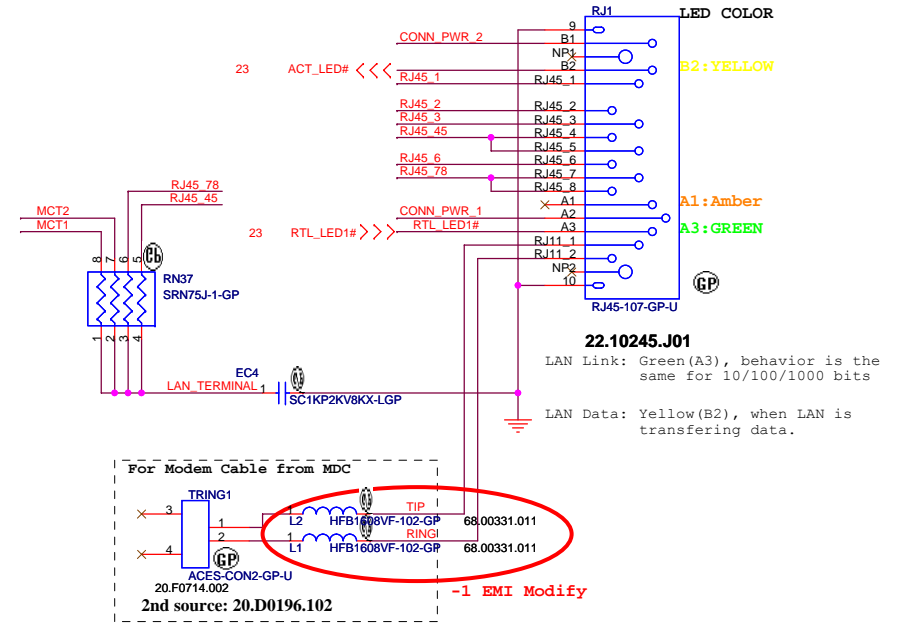 RJ1
LED COLOR
9
CONN_PWR_2
B1
NP1
23
ACT_LED#
B2
B2:YELLOW
RJ45_1
RJ45_1
RJ45_2
RJ45_2
RJ45_3
RJ45_3
RJ45_45
RJ45_4
RJ45_5
RJ45_6
RJ45_6
RJ45_78
RJ45_7
RJ45_8
RJ45_78
RJ45_45
A1
A1:Amber
MCT2
CONN_PWR_1
A2
MCT1
23
RTL_LED1#
RTL_LED1#
A3
A3:GREEN
RJ11_1
RJ11_2
8
7
6
5
NP2
RN37
GP
10
SRN75J-1-GP
RJ45-107-GP-U
1
2
3
4
22.10245.J01
LAN Link: Green(A3), behavior is the
same for 10/100/1000 bits
EC4
LAN_TERMINAL
1
SC1KP2KV8KX-LGP
LAN Data: Yellow(B2), when LAN is
transfering data.
For Modem Cable from MDC
TRING1
3
1
1
TIP
L2
HFB1608VF-102-GP
68.00331.011
2
1
RING
4
L1
HFB1608VF-102-GP
68.00331.011
GP
ACES-CON2-GP-U
20.F0714.002
-1 EMI Modify
2nd source: 20.D0196.102